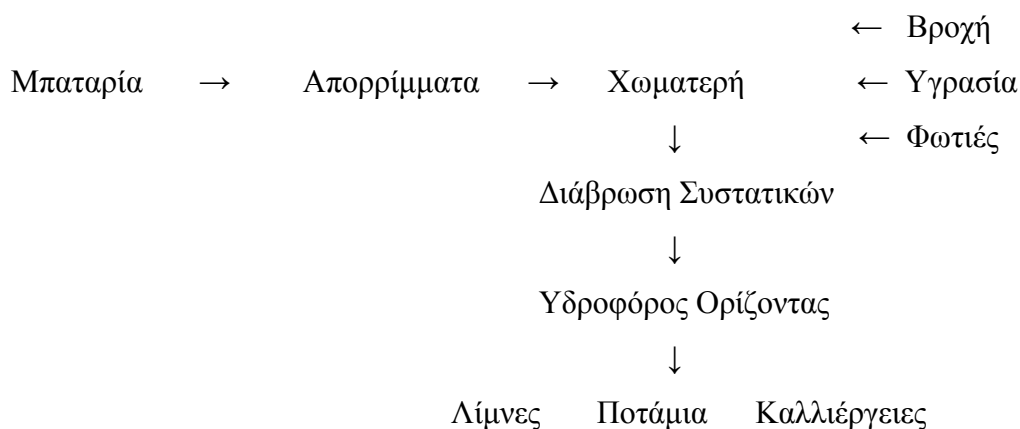 ← Βροχή
Μπαταρία → Απορρίμματα → Χωματερή ← Υγρασία
↓ ← Φωτιές
Διάβρωση Συστατικών
↓
Υδροφόρος Ορίζοντας
↓
Λίμνες Ποτάμια Καλλιέργειες